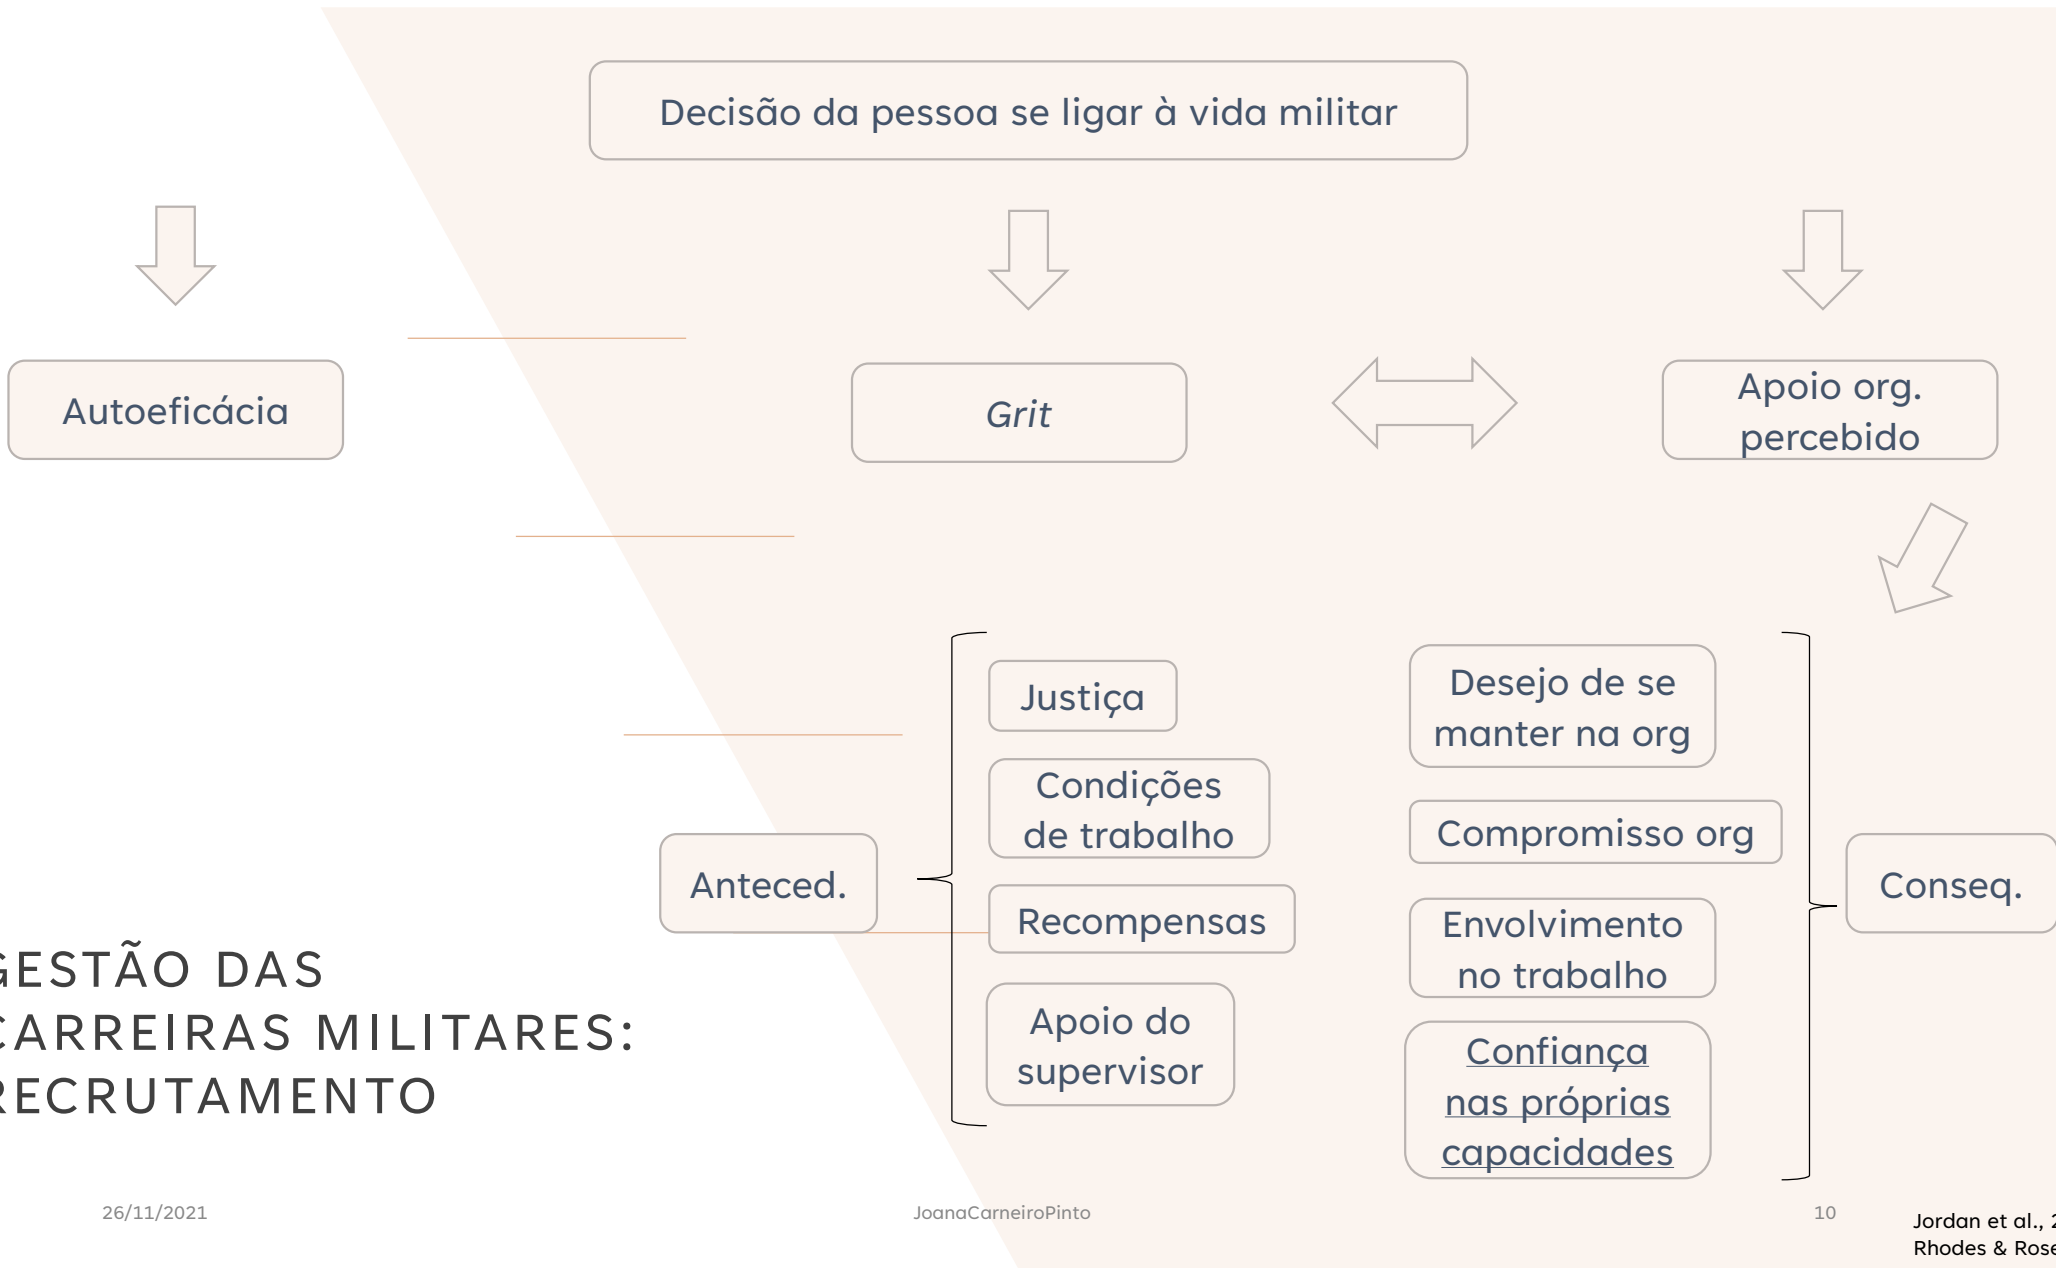 Decisão da pessoa se ligar à vida militar
Autoeficácia
Grit
Apoio org.
percebido
Anteced.
Justiça
Condições
de trabalho
Recompensas
Apoio do
supervisor
Desejo de se
manter na org
Compromisso org
Envolvimento
no trabalho
Confiança
nas próprias
capacidades
Conseq.
GESTÃO DAS
CARREIRAS MILITARES:
RECRUTAMENTO
26/11/2021
JoanaCarneiroPinto
10
Jordan et al.,
Rhodes &